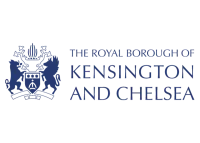 THE ROYAL BOROUGH OF
KENSINGTON
AND CHELSEA